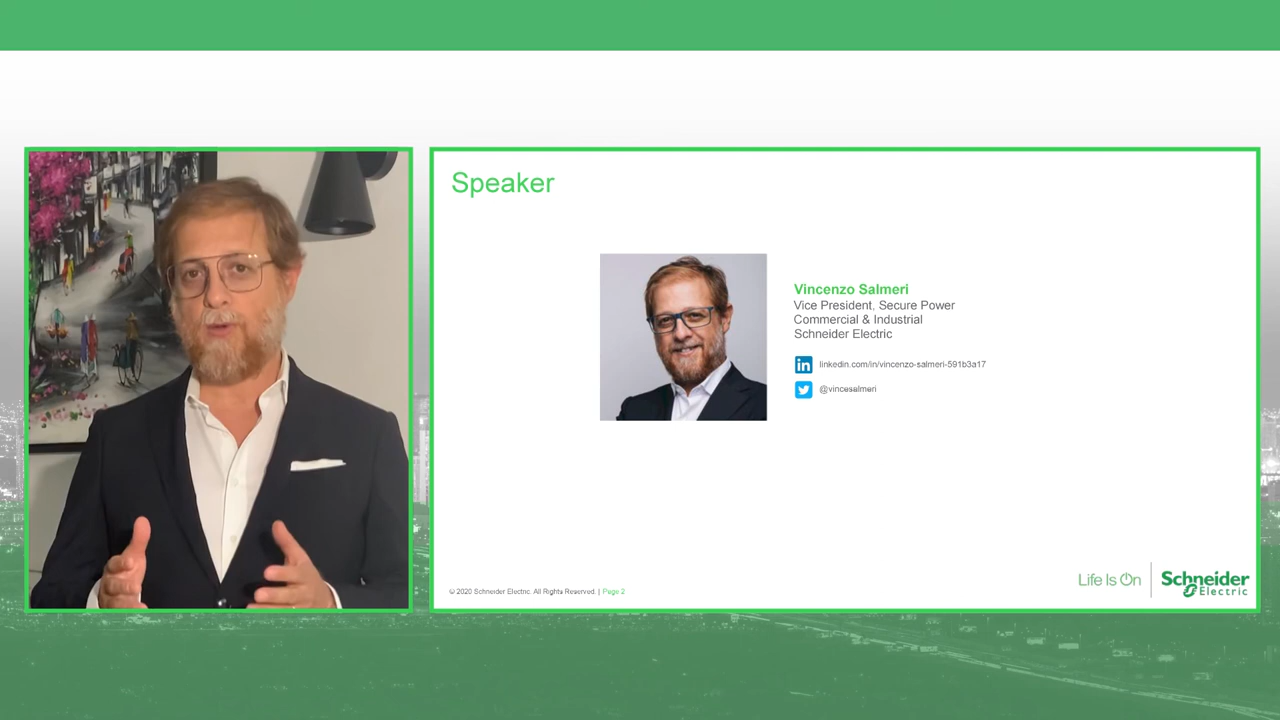 Speaker
Vincenzo Salmeri
Vice President, Secure Power
Commercial & Industrial
Schneider Electric
in linkedin.com/in/vincenzo-salmeri-591b3a17
@vincesalmeri
© 2020 Schneider Electric. All Rights Reserved. | Page 2
Life Is On
Schneider
Electric